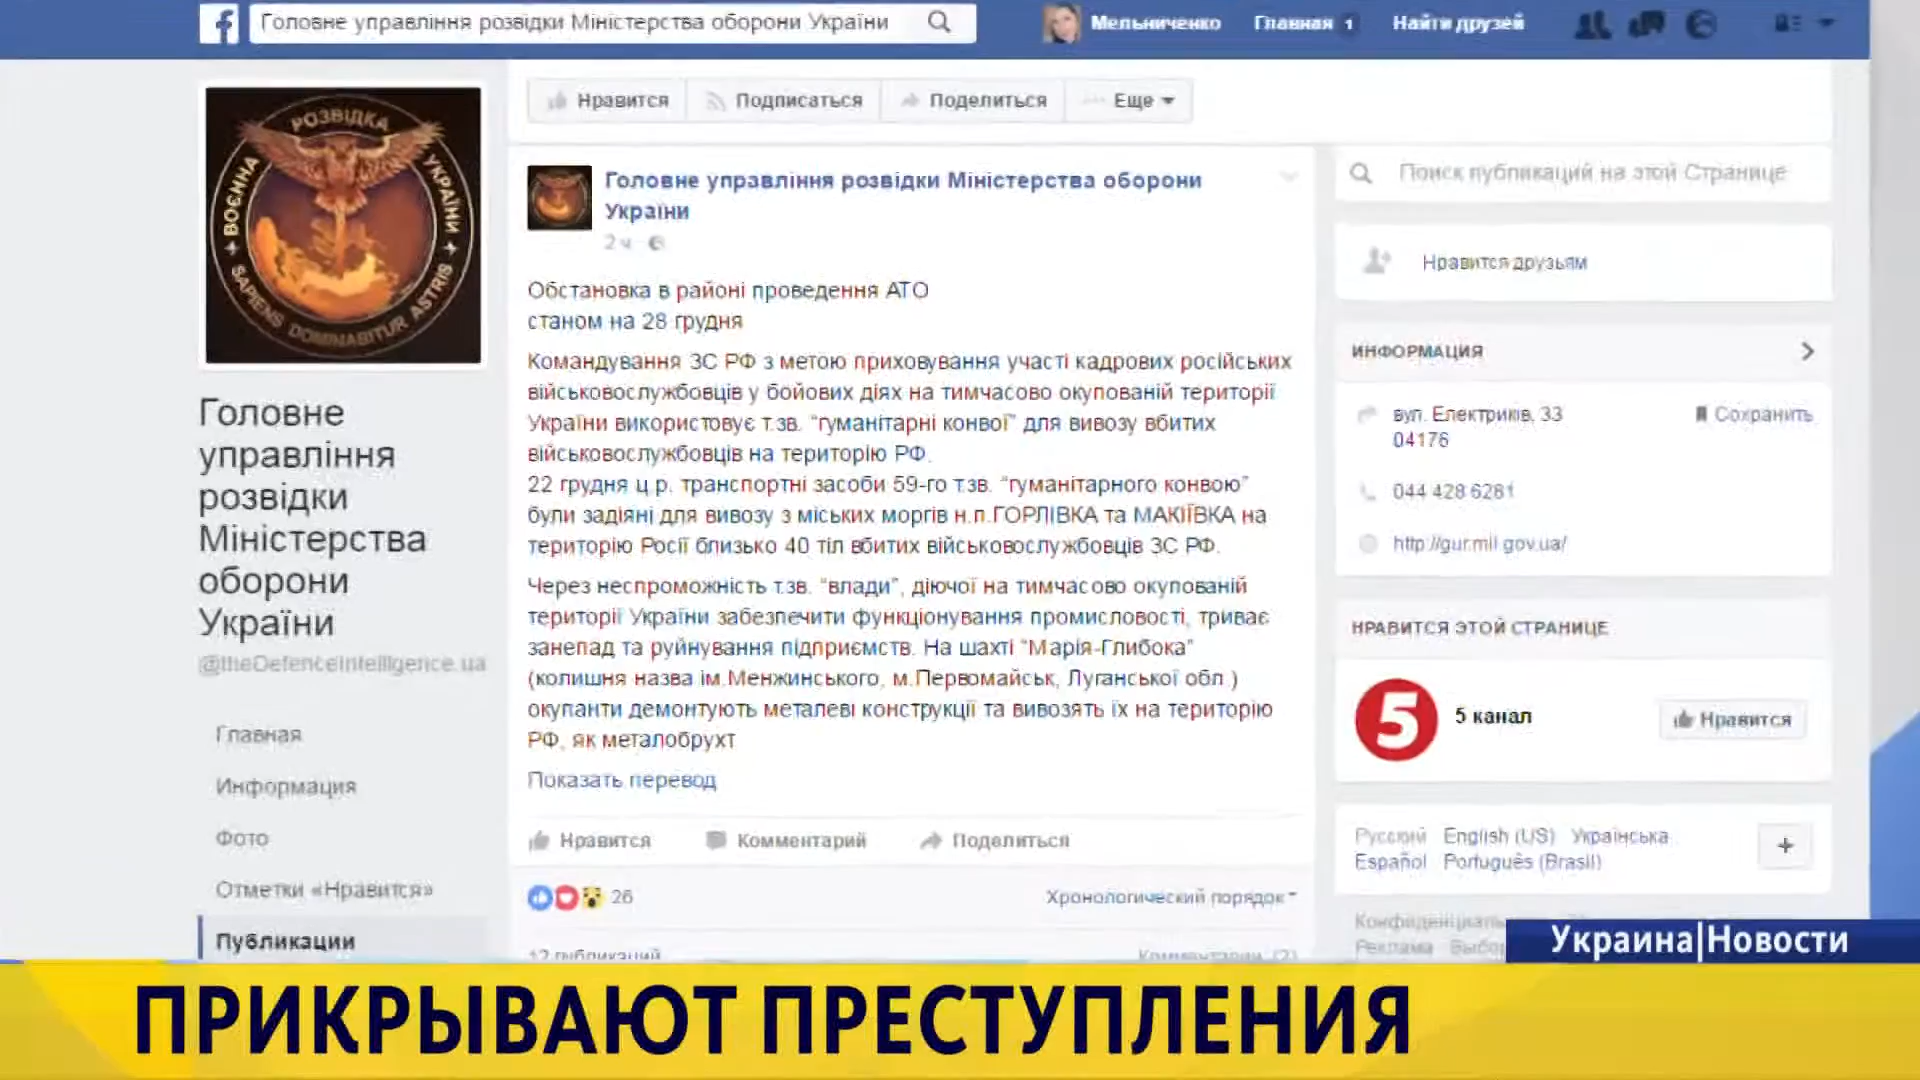 Головне управління розвідки Міністерства оборони України
Мельниченко
Главная 1
Найти друзей
РОЗВІДКА
ВОЄННА
УКРАЇНИ
SAPIENS DOMINABITUR ASTRIS
Головне
управління
розвідки
Міністерства
оборони
України
@theDefenceIntelligence.ua
Главная
Информация
Фото
Отметки «Нравится»
Публикации
Нравится
Подписаться
Поделиться
Еще
Головне управління розвідки Міністерства оборони
України
2 ч
Обстановка в районі проведення АТО
станом на 28 грудня
Командування ЗС РФ з метою приховування участі кадрових російських
військовослужбовців у бойових діях на тимчасово окупованій території
України використовує т.зв. “гуманітарні конвої” для вивозу вбитих
військовослужбовців на територію РФ.
22 грудня ц.р. транспортні засоби 59-го т.зв. “гуманітарного конвою”
були задіяні для вивозу з міських моргів н.п.ГОРЛІВКА та МАКІЇВКА на
територію Росії близько 40 тіл вбитих військовослужбовців ЗС РФ.
Через неспроможність т.зв. “влади”, діючої на тимчасово окупованій
території України забезпечити функціонування промисловості, триває
занепад та руйнування підприємств. На шахті “Марія-Глибока”
(колишня назва ім.Менжинського, м.Первомайськ, Луганської обл.)
окупанти демонтують металеві конструкції та вивозять їх на територію
РФ, як металобрухт
Показать перевод
Нравится
Комментарий
Поделиться
26
Хронологический порядок
12 публикаций
Комментарии (2)
Поиск публикаций на этой Странице
Нравится друзьям
ИНФОРМАЦИЯ
вул. Електриків, 33
04176
Сохранить
044 428 6281
http://gur.mil.gov.ua/
НРАВИТСЯ ЭТОЙ СТРАНИЦЕ
5
5 канал
Нравится
Русский English (US) Українська
Español Português (Brasil)
Реклама
Украина|Новости
ПРИКРЫВАЮТ ПРЕСТУПЛЕНИЯ